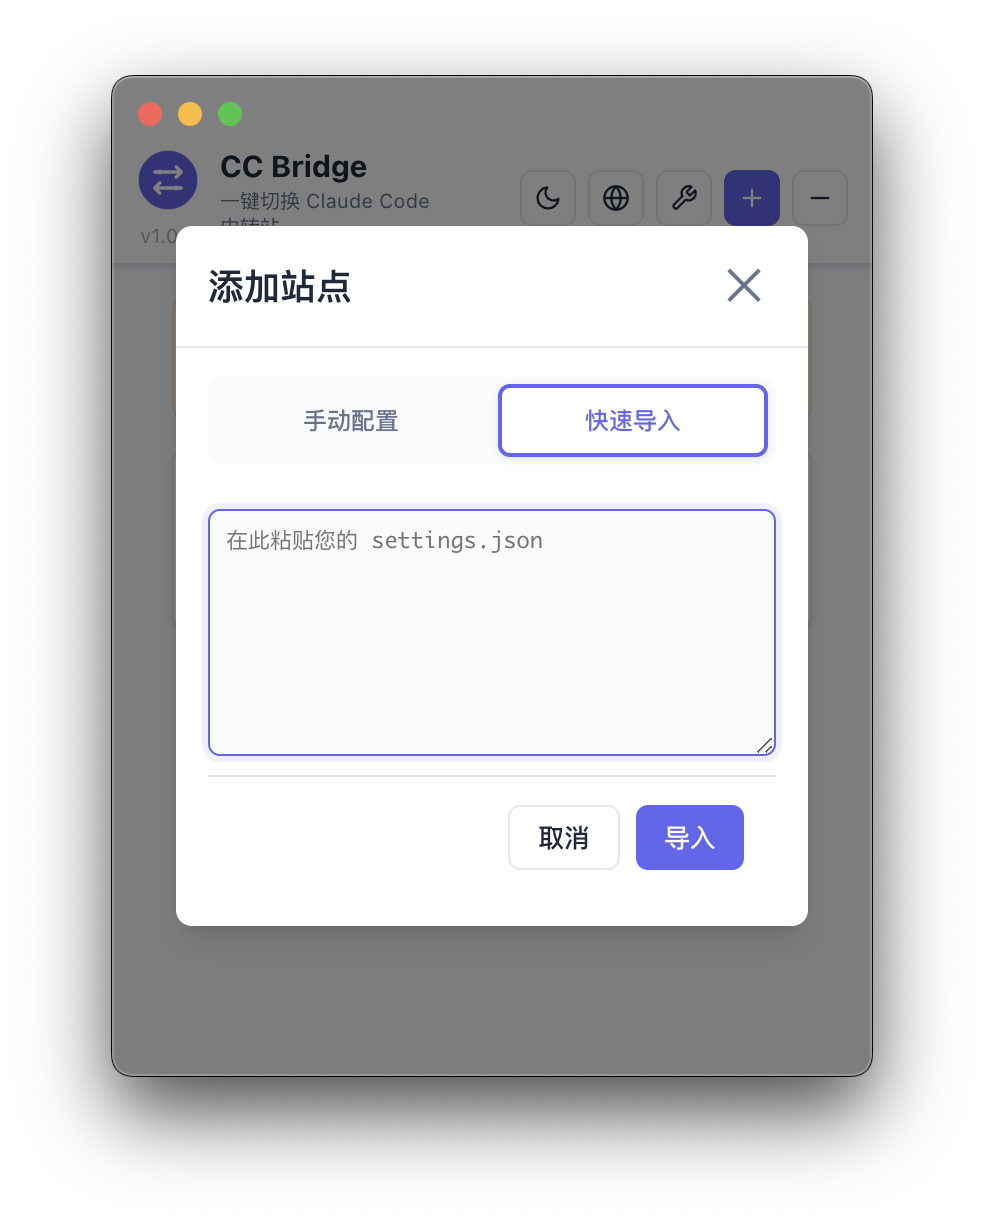 CC Bridge
一键切换 Claude Code
中转站
v1.0
添加站点
手动配置
快速导入
在此粘贴您的 settings.json
取消
导入